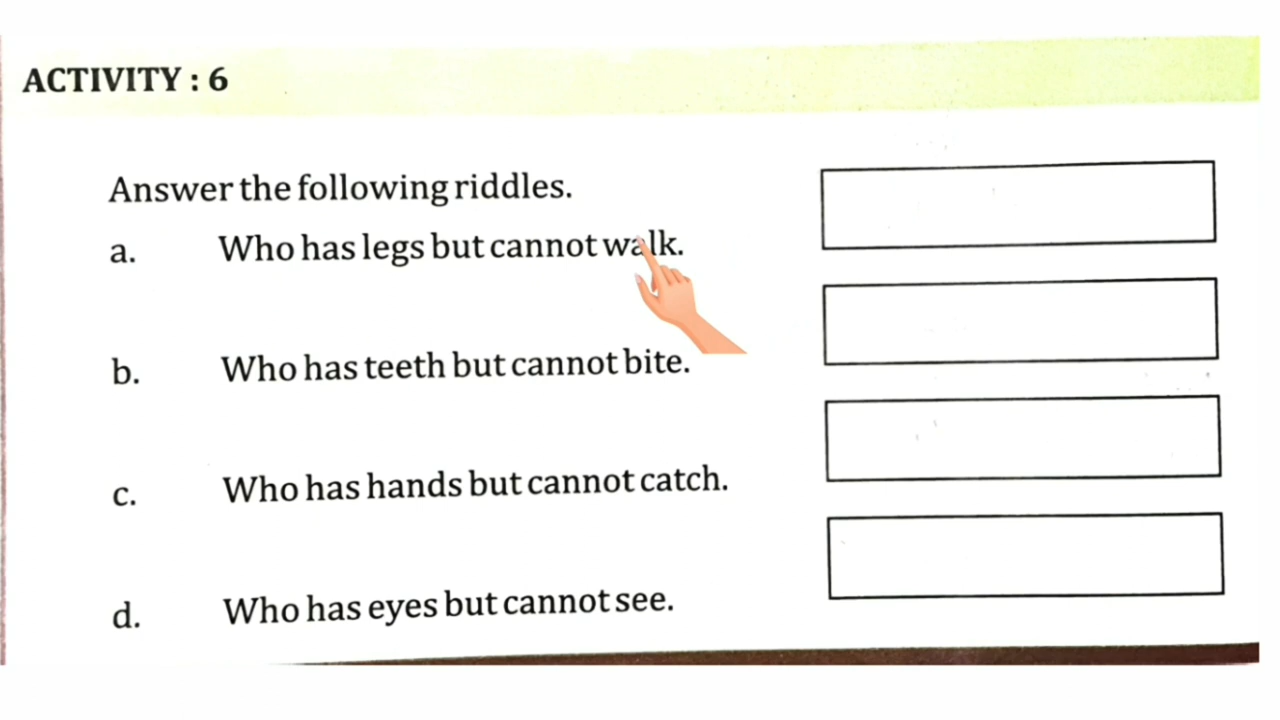 ACTIVITY : 6
Answer the following riddles.
a. Who has legs but cannot walk.
b. Who has teeth but cannot bite.
c. Who has hands but cannot catch.
d. Who has eyes but cannot see.